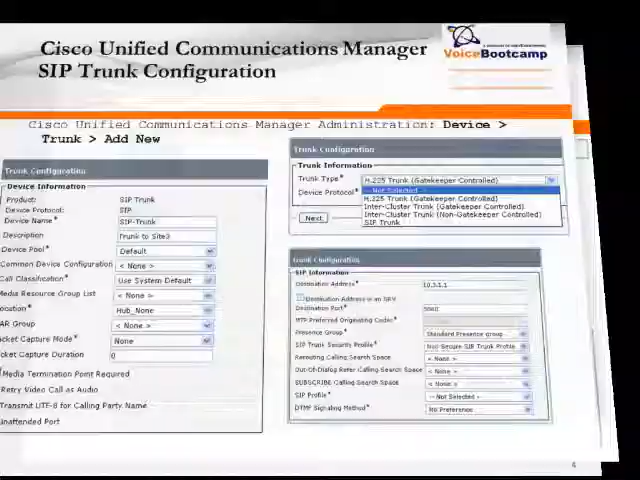 Cisco Unified Communications Manager
SIP Trunk Configuration
VoiceBootcamp
Cisco Unified Communications Manager Administration: Device >
Trunk > Add New
Trunk Configuration
Device Information
Product: SIP Trunk
Device Protocol: SIP
Device Name* SIP-Trunk
Description Trunk to Site3
Device Pool* Default
Common Device Configuration < None >
Call Classification* Use System Default
Media Resource Group List < None >
Location* Hub_None
AAR Group < None >
Packet Capture Mode* None
Packet Capture Duration 0
Media Termination Point Required
Retry Video Call as Audio
Transmit UTF-8 for Calling Party Name
Unattended Port
Trunk Configuration
Trunk Information
Trunk Type* H.225 Trunk (Gatekeeper Controlled)
Device Protocol* -- Not Selected --
H.225 Trunk (Gatekeeper Controlled)
Inter-Cluster Trunk (Gatekeeper Controlled)
Inter-Cluster Trunk (Non-Gatekeeper Controlled)
SIP Trunk
Next
Trunk Configuration
SIP Information
Destination Address* 10.3.1.1
Destination Address is an SRV
Destination Port* 5060
MTP Preferred Originating Codec*
Presence Group* Standard Presence group
SIP Trunk Security Profile* Non Secure SIP Trunk Profile
Rerouting Calling Search Space < None >
Out-Of-Dialog Refer Calling Search Space < None >
SUBSCRIBE Calling Search Space < None >
SIP Profile* -- Not Selected --
DTMF Signaling Method* No Preference
4